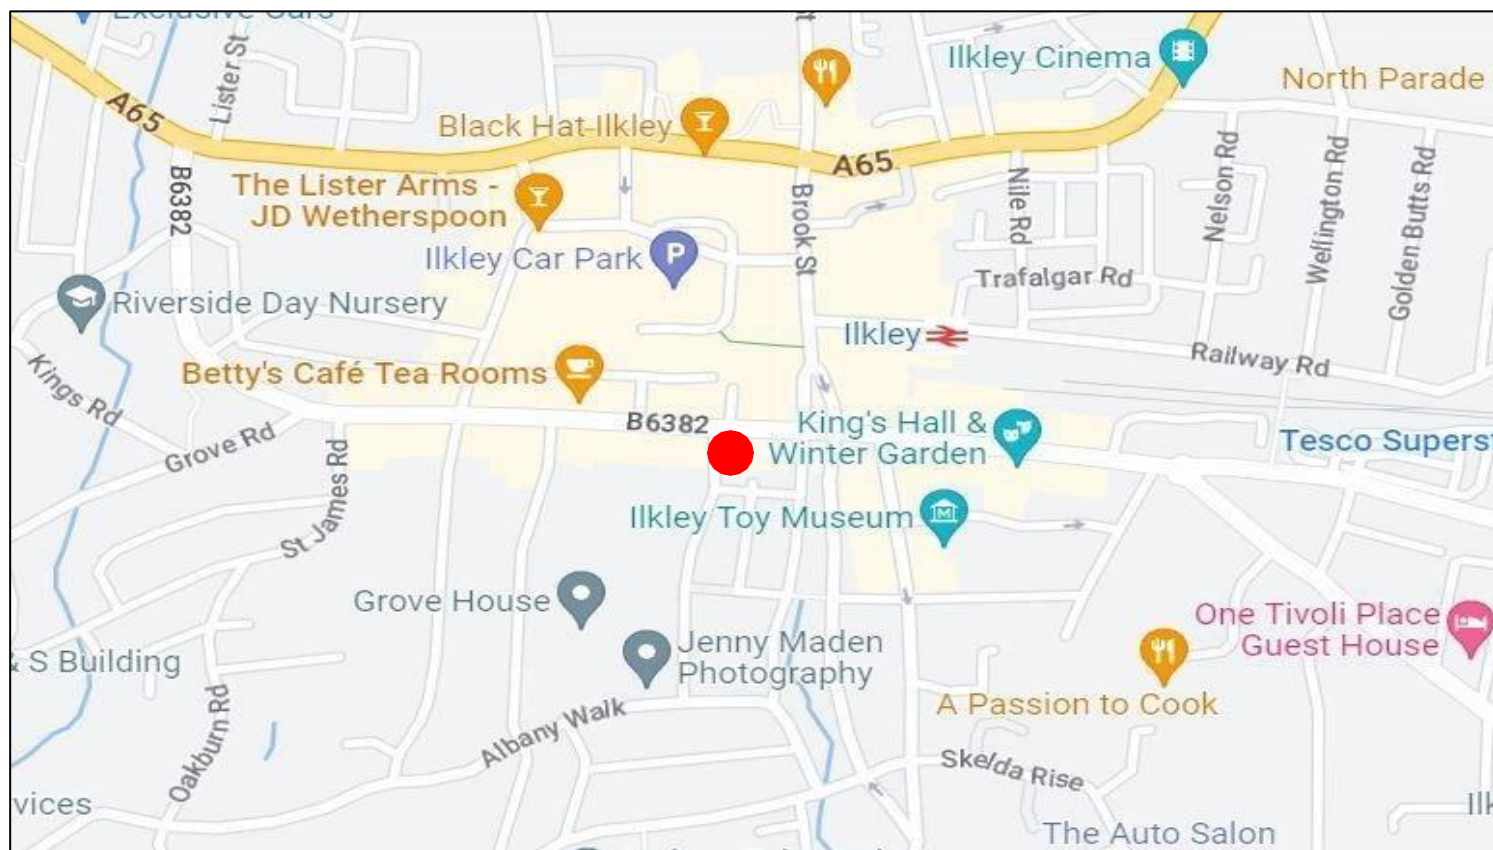 Exclusive Cars
Ilkley Cinema
North Parade
A65
Lister St
Black Hat Ilkley
A65
B6382
The Lister Arms -
JD Wetherspoon
Brook St
Nile Rd
Nelson Rd
Wellington Rd
Golden Butts Rd
Ilkley Car Park
P
Trafalgar Rd
Riverside Day Nursery
Ilkley
Railway Rd
Kings Rd
Betty's Café Tea Rooms
B6382
King's Hall &
Winter Garden
Grove Rd
Tesco Superst
St James Rd
Ilkley Toy Museum
M
Grove House
One Tivoli Place
Guest House
Jenny Maden
Photography
& S Building
A Passion to Cook
Oakburn Rd
Albany Walk
Skelda Rise
vices
Ilk
The Auto Salon